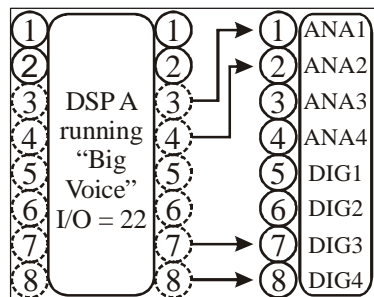 1 1 1 ANA1
2 2 2 ANA2
3 DSP A 3 3 ANA3
4 running 4 4 ANA4
5 “Big 5 5 DIG1
6 Voice” 6 6 DIG2
7 I/O = 22 7 7 DIG3
8 8 8 DIG4